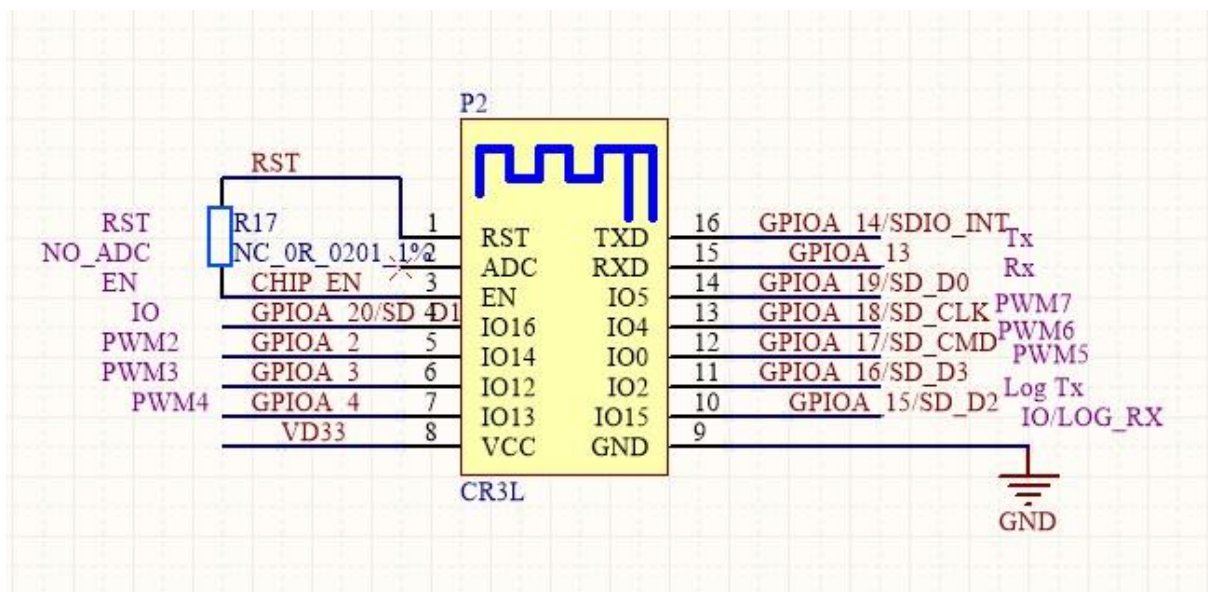 P2
RST
RST R17 1 RST TXD 16 GPIOA_14/SDIO_INT Tx
NO_ADC NC_0R_0201_1% 2 ADC RXD 15 GPIOA_13 Rx
EN CHIP_EN 3 EN IO5 14 GPIOA_19/SD_D0 PWM7
IO GPIOA_20/SD_D1 4 IO16 IO4 13 GPIOA_18/SD_CLK PWM6
PWM2 GPIOA_2 5 IO14 IO0 12 GPIOA_17/SD_CMD PWM5
PWM3 GPIOA_3 6 IO12 IO2 11 GPIOA_16/SD_D3 Log Tx
PWM4 GPIOA_4 7 IO13 IO15 10 GPIOA_15/SD_D2 IO/LOG_RX
VD33 8 VCC GND 9
CR3L
GND